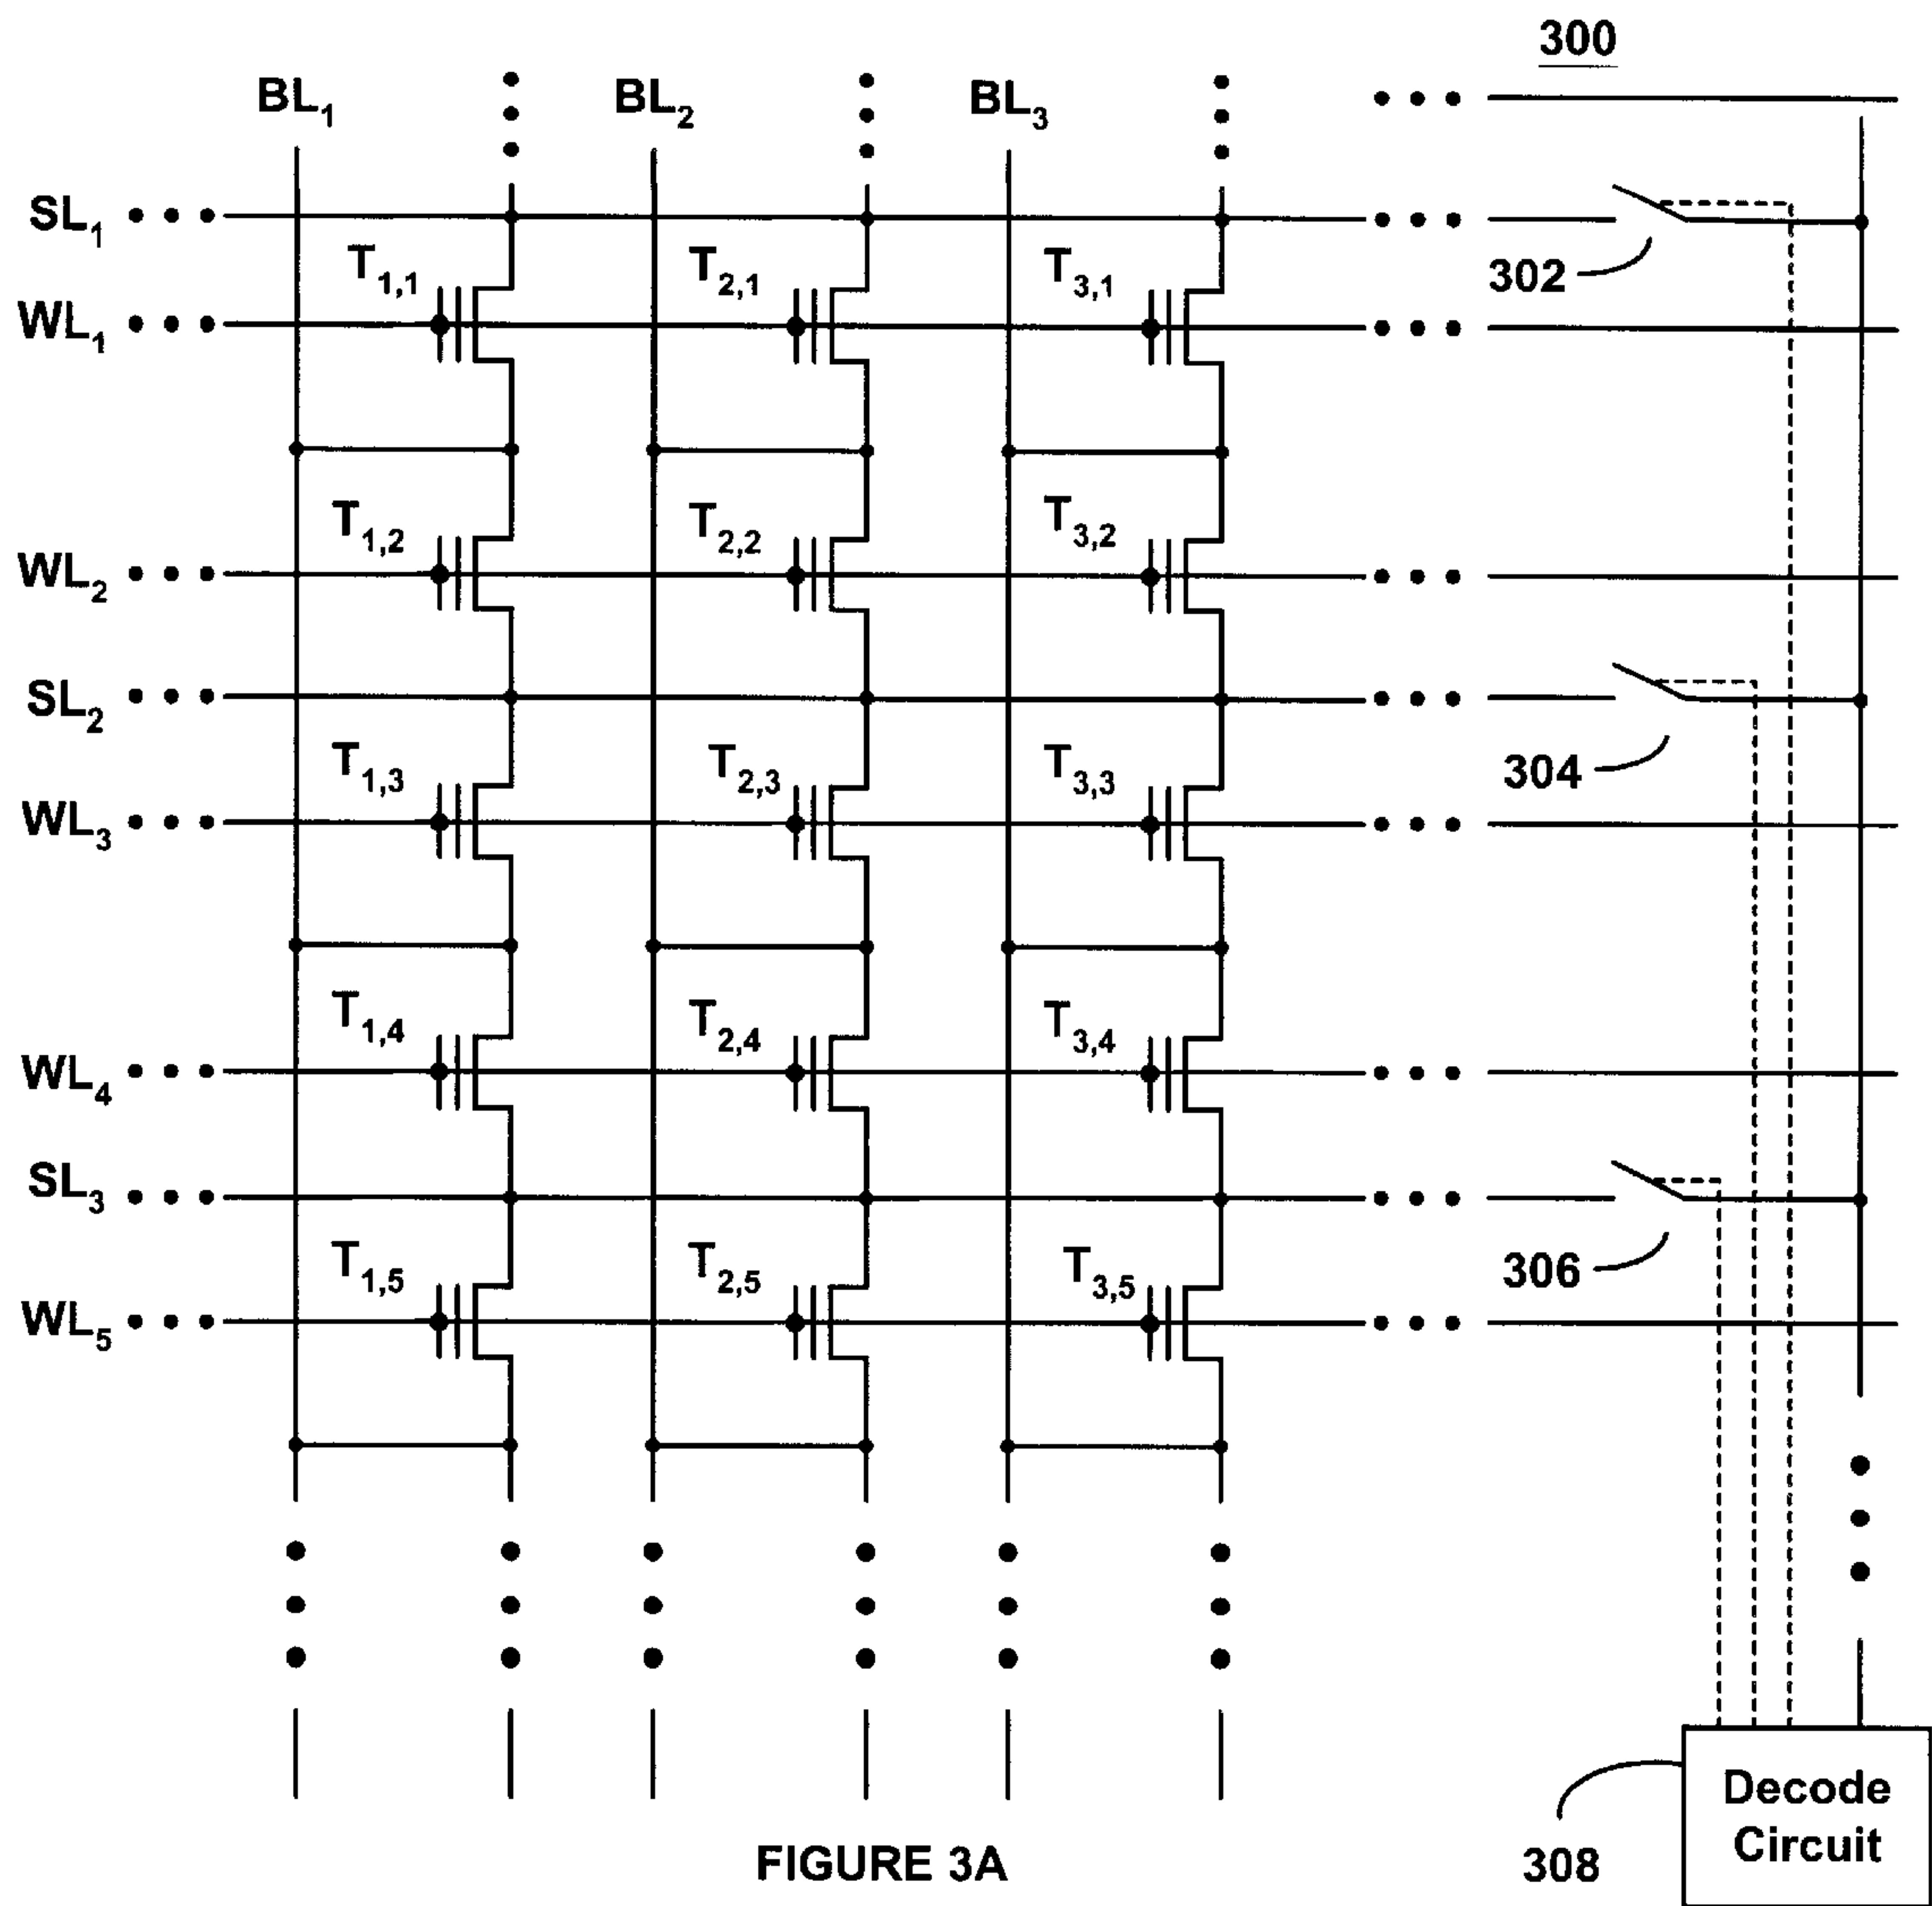 300
BL1 BL2 BL3
SL1
T1,1 T2,1 T3,1
302
WL1
T1,2 T2,2 T3,2
WL2
SL2
T1,3 T2,3 T3,3
304
WL3
T1,4 T2,4 T3,4
WL4
SL3
T1,5 T2,5 T3,5
306
WL5
Decode
Circuit
308
FIGURE 3A